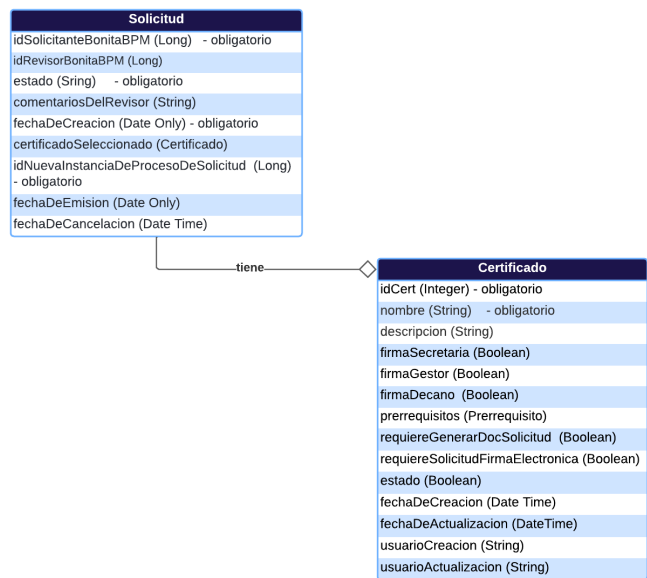 Solicitud
idSolicitanteBonitaBPM (Long) - obligatorio
idRevisorBonitaBPM (Long)
estado (Sring) - obligatorio
comentariosDelRevisor (String)
fechaDeCreacion (Date Only) - obligatorio
certificadoSeleccionado (Certificado)
idNuevaInstanciaDeProcesoDeSolicitud (Long)
- obligatorio
fechaDeEmision (Date Only)
fechaDeCancelacion (Date Time)
tiene
Certificado
idCert (Integer) - obligatorio
nombre (String) - obligatorio
descripcion (String)
firmaSecretaria (Boolean)
firmaGestor (Boolean)
firmaDecano (Boolean)
prerrequisitos (Prerrequisito)
requiereGenerarDocSolicitud (Boolean)
requiereSolicitudFirmaElectronica (Boolean)
estado (Boolean)
fechaDeCreacion (Date Time)
fechaDeActualizacion (DateTime)
usuarioCreacion (String)
usuarioActualizacion (String)